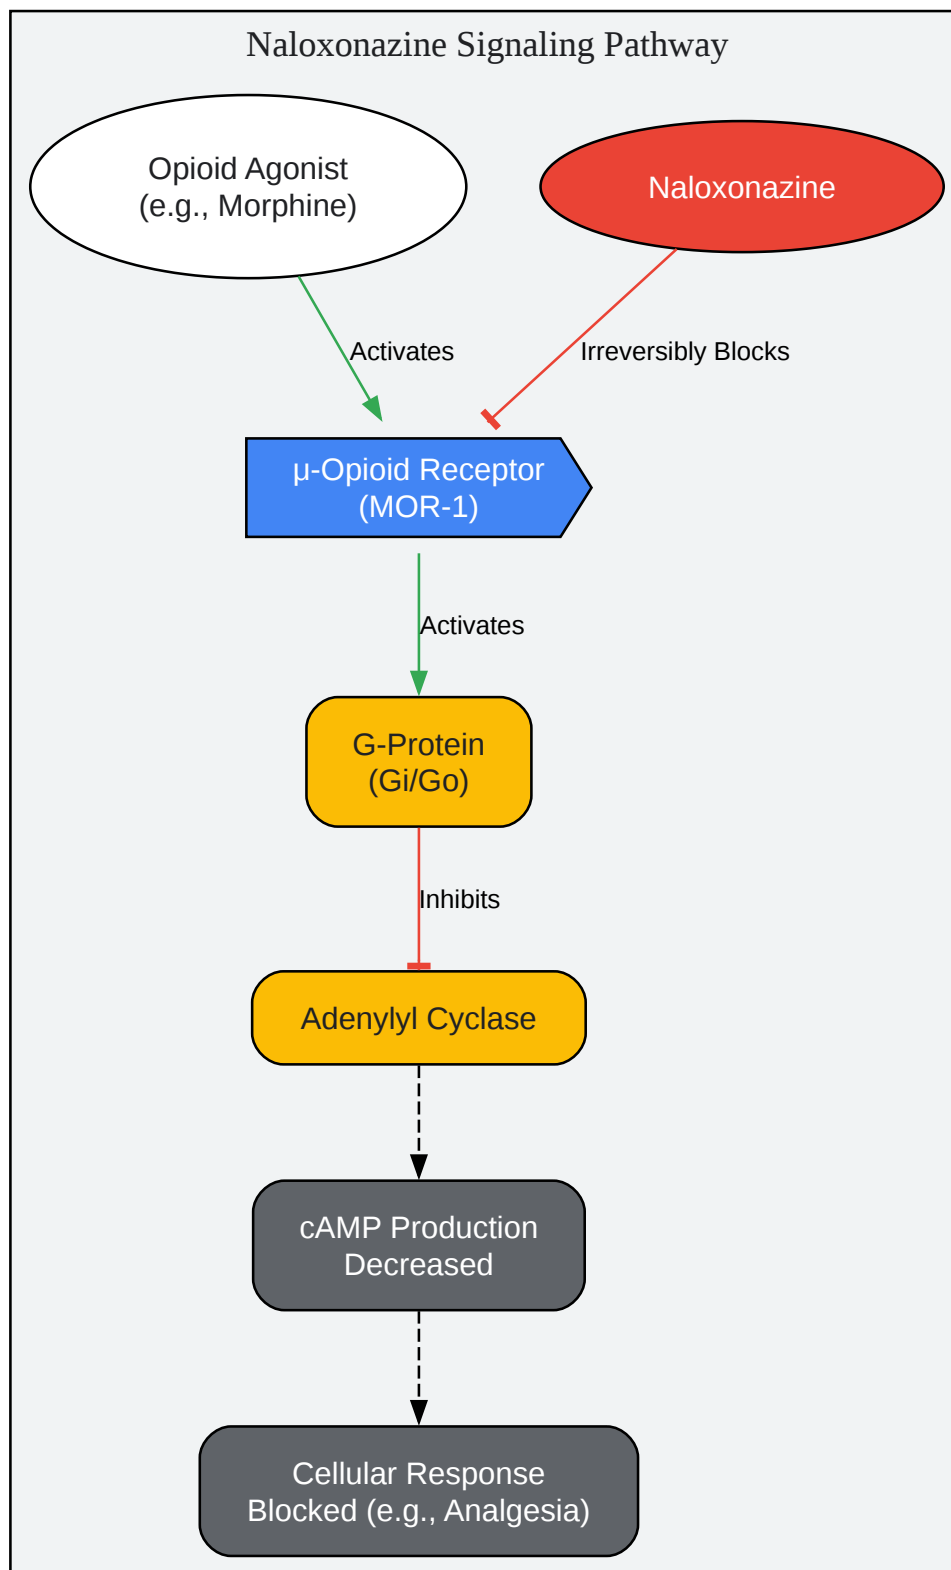 Naloxonazine Signaling Pathway
Opioid Agonist
(e.g., Morphine)
Naloxonazine
Activates
Irreversibly Blocks
μ-Opioid Receptor
(MOR-1)
Activates
G-Protein
(Gi/Go)
Inhibits
Adenylyl Cyclase
cAMP Production
Decreased
Cellular Response
Blocked (e.g., Analgesia)